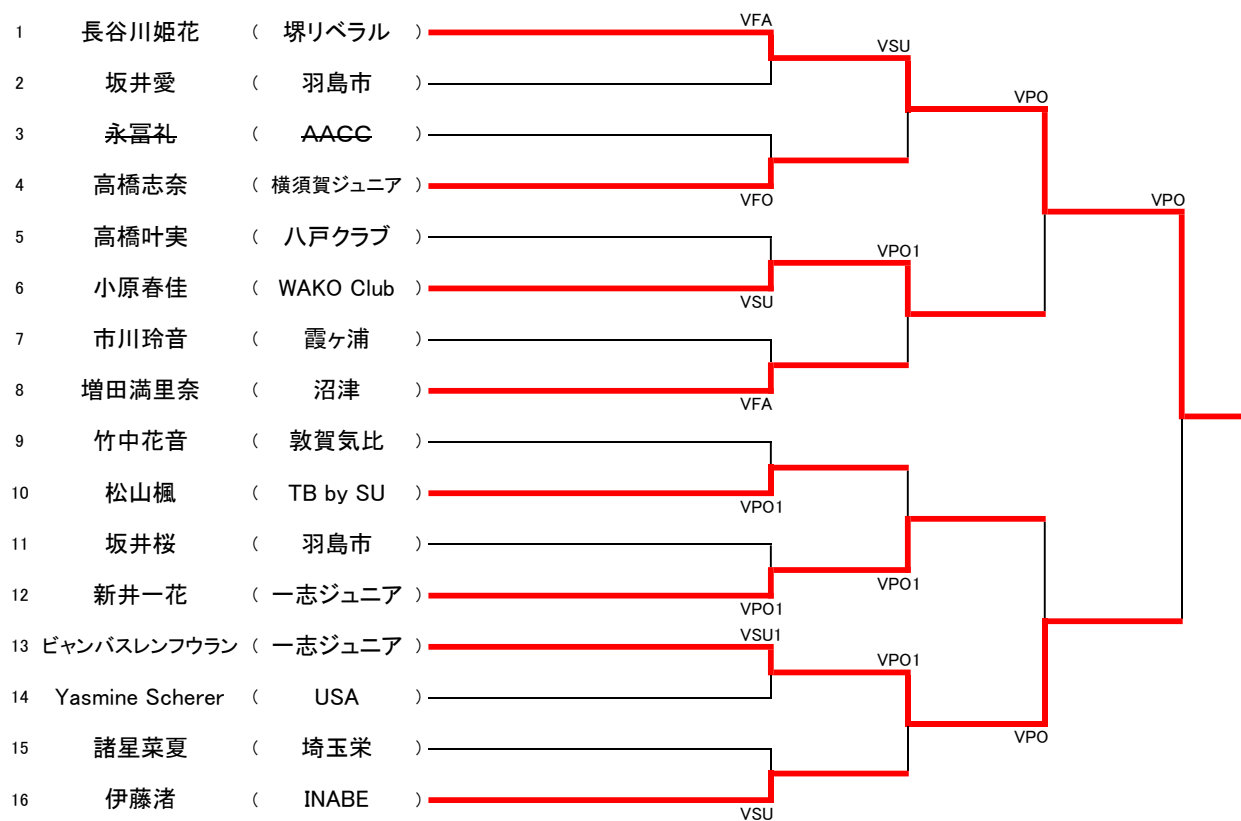 1 長谷川姫花 ( 堺リベラル ) VFA
VSU
2 坂井愛 ( 羽島市 )
VPO
3 永冨礼 ( AACC )
4 高橋志奈 ( 横須賀ジュニア ) VFO
VPO
5 高橋叶実 ( 八戸クラブ )
VPO1
6 小原春佳 ( WAKO Club ) VSU
7 市川玲音 ( 霞ヶ浦 )
8 増田満里奈 ( 沼津 ) VFA
9 竹中花音 ( 敦賀気比 )
10 松山楓 ( TB by SU ) VPO1
11 坂井桜 ( 羽島市 )
VPO1
12 新井一花 ( 一志ジュニア ) VPO1
13 ビャンバスレンフウラン ( 一志ジュニア ) VSU1
VPO1
14 Yasmine Scherer ( USA )
15 諸星菜夏 ( 埼玉栄 )
VPO
16 伊藤渚 ( INABE ) VSU